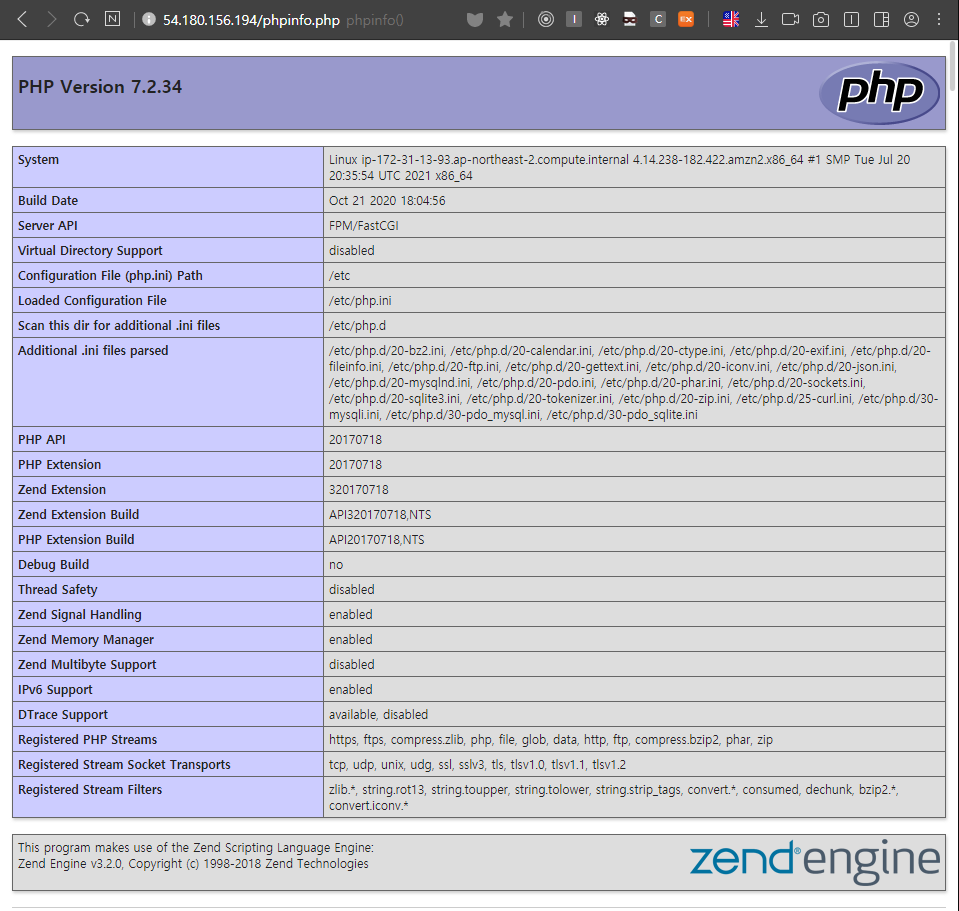 54.180.156.194/phpinfo.php phpinfo()
PHP Version 7.2.34
php
System
Linux ip-172-31-13-93.ap-northeast-2.compute.internal 4.14.238-182.422.amzn2.x86_64 #1 SMP Tue Jul 20
20:35:54 UTC 2021 x86_64
Build Date
Oct 21 2020 18:04:56
Server API
FPM/FastCGI
Virtual Directory Support
disabled
Configuration File (php.ini) Path
/etc
Loaded Configuration File
/etc/php.ini
Scan this dir for additional .ini files
/etc/php.d
Additional .ini files parsed
/etc/php.d/20-bz2.ini, /etc/php.d/20-calendar.ini, /etc/php.d/20-ctype.ini, /etc/php.d/20-exif.ini, /etc/php.d/20-
fileinfo.ini, /etc/php.d/20-ftp.ini, /etc/php.d/20-gettext.ini, /etc/php.d/20-iconv.ini, /etc/php.d/20-json.ini,
/etc/php.d/20-mysqlnd.ini, /etc/php.d/20-pdo.ini, /etc/php.d/20-phar.ini, /etc/php.d/20-sockets.ini,
/etc/php.d/20-sqlite3.ini, /etc/php.d/20-tokenizer.ini, /etc/php.d/20-zip.ini, /etc/php.d/25-curl.ini, /etc/php.d/30-
mysqli.ini, /etc/php.d/30-pdo_mysql.ini, /etc/php.d/30-pdo_sqlite.ini
PHP API
20170718
PHP Extension
20170718
Zend Extension
320170718
Zend Extension Build
API320170718,NTS
PHP Extension Build
API20170718,NTS
Debug Build
no
Thread Safety
disabled
Zend Signal Handling
enabled
Zend Memory Manager
enabled
Zend Multibyte Support
disabled
IPv6 Support
enabled
DTrace Support
available, disabled
Registered PHP Streams
https, ftps, compress.zlib, php, file, glob, data, http, ftp, compress.bzip2, phar, zip
Registered Stream Socket Transports
tcp, udp, unix, udg, ssl, sslv3, tls, tlsv1.0, tlsv1.1, tlsv1.2
Registered Stream Filters
zlib.*, string.rot13, string.toupper, string.tolower, string.strip_tags, convert.*, consumed, dechunk, bzip2.*,
convert.iconv.*
This program makes use of the Zend Scripting Language Engine:
Zend Engine v3.2.0, Copyright (c) 1998-2018 Zend Technologies
zend engine